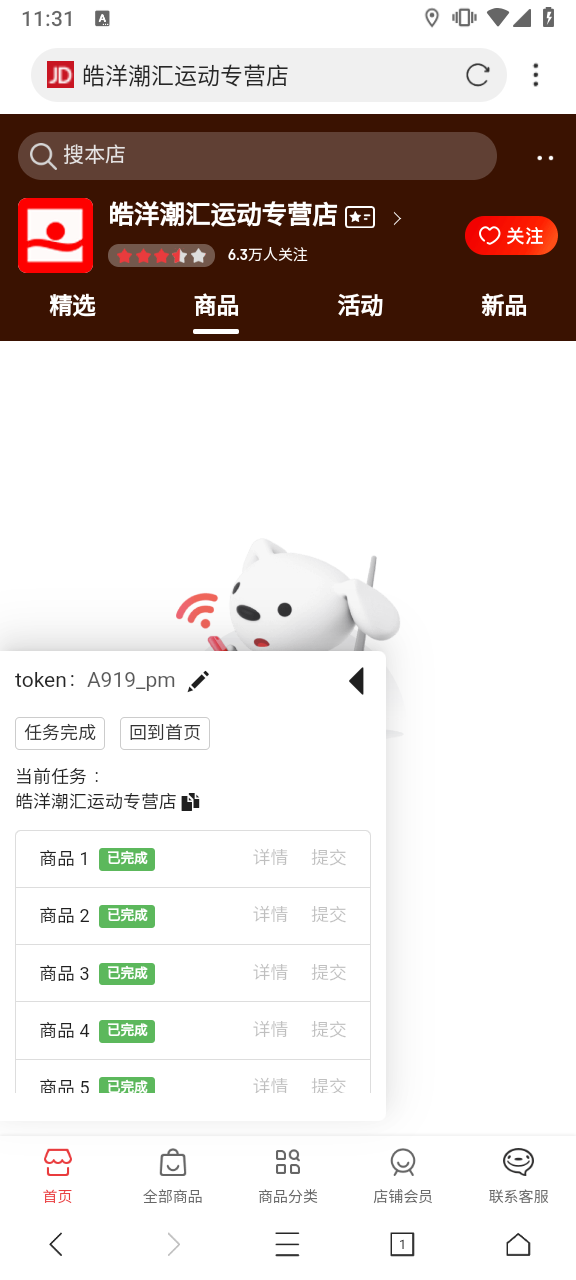 11:31
A
JD 皓洋潮汇运动专营店
搜本店
皓洋潮汇运动专营店
6.3万人关注
关注
精选 商品 活动 新品
token： A919_pm
任务完成 回到首页
当前任务：
皓洋潮汇运动专营店
商品 1 已完成 详情 提交
商品 2 已完成 详情 提交
商品 3 已完成 详情 提交
商品 4 已完成 详情 提交
商品 5 已完成 详情 提交
首页 全部商品 商品分类 店铺会员 联系客服
1